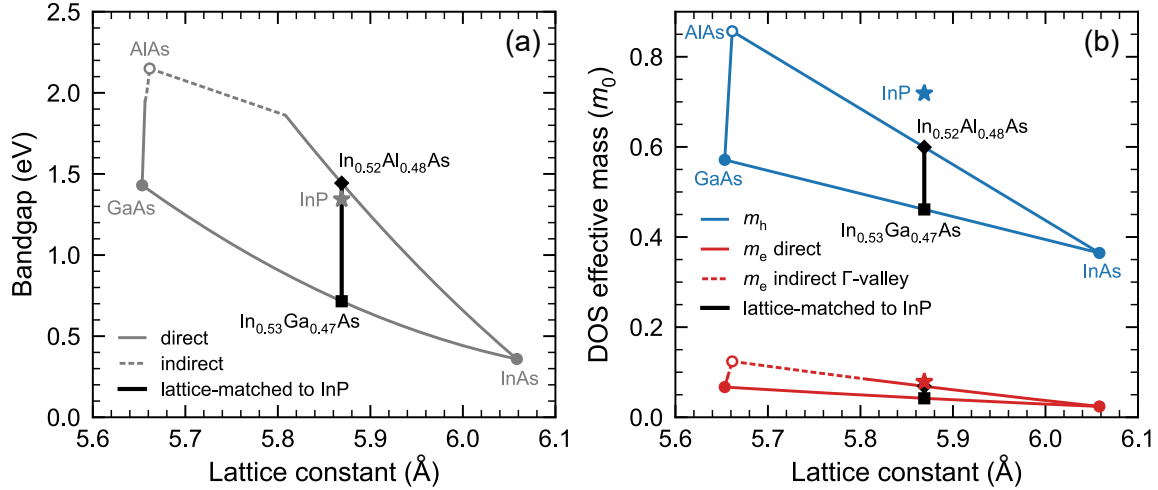 (a)
AlAs
In0.52Al0.48As
InP
GaAs
In0.53Ga0.47As
InAs
direct
indirect
lattice-matched to InP
Bandgap (eV)
2.5
2.0
1.5
1.0
0.5
0.0
5.6 5.7 5.8 5.9 6.0 6.1
Lattice constant (Å)
(b)
AlAs
InP
In0.52Al0.48As
GaAs
In0.53Ga0.47As
InAs
mh
me direct
me indirect Γ-valley
lattice-matched to InP
DOS effective mass (m0)
0.8
0.6
0.4
0.2
0.0
5.6 5.7 5.8 5.9 6.0 6.1
Lattice constant (Å)